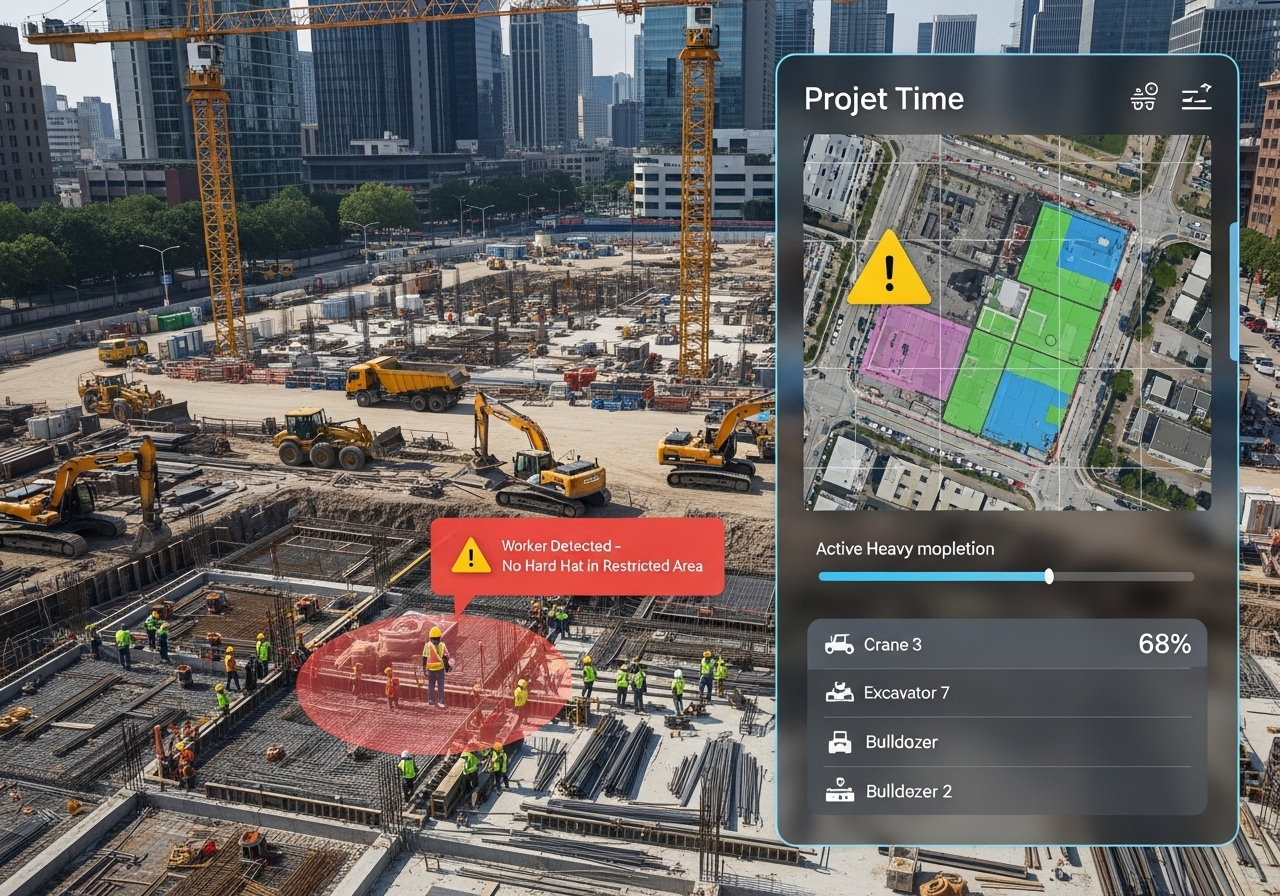 Projet Time
Worker Detected –
No Hard Hat in Restricted Area
Active Heavy mopletion
Crane 3
68%
Excavator 7
Bulldozer
Bulldozer 2